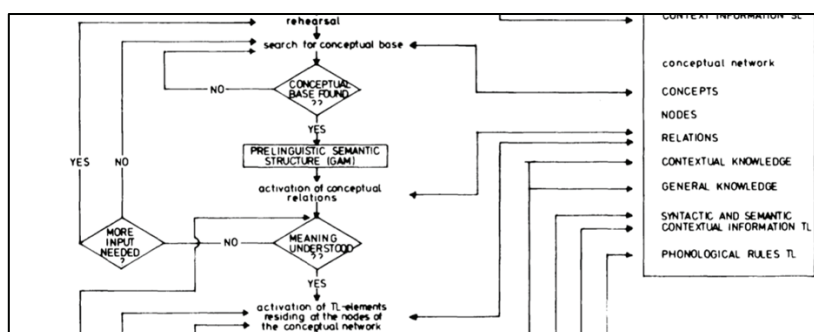 rehearsal
search for conceptual base
CONCEPTUAL
BASE FOUND
??
NO
YES
PRELINGUISTIC SEMANTIC
STRUCTURE (GAM)
activation of conceptual
relations
YES
NO
MORE
INPUT
NEEDED
?
NO
MEANING
UNDERSTOOD
??
YES
activation of TL-elements
residing at the nodes of
the conceptual network
CONTEXT INFORMATION SL
conceptual network
CONCEPTS
NODES
RELATIONS
CONTEXTUAL KNOWLEDGE
GENERAL KNOWLEDGE
SYNTACTIC AND SEMANTIC
CONTEXTUAL INFORMATION TL
PHONOLOGICAL RULES TL